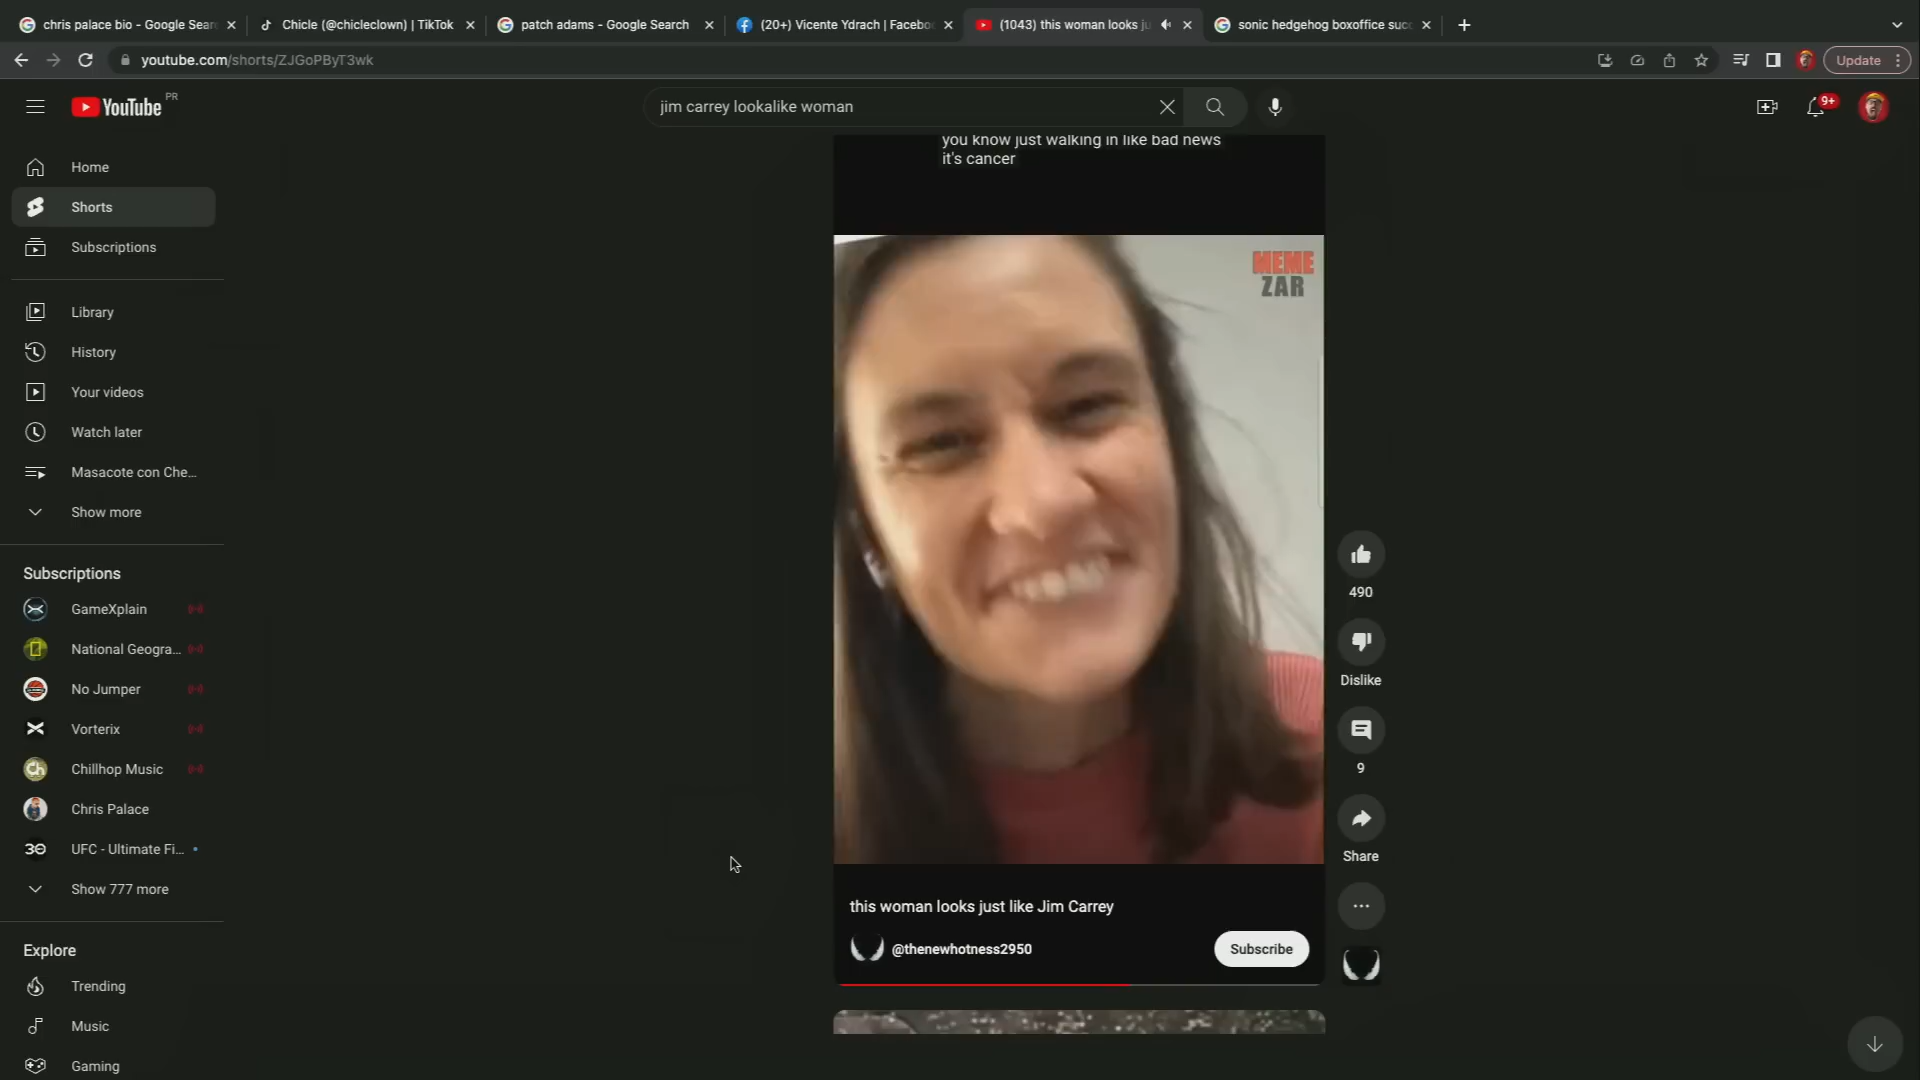 chris palace bio - Google Sear
Chicle (@chicleclown) | TikTok
patch adams - Google Search
(20+) Vicente Ydrach | Facebo
(1043) this woman looks ju
sonic hedgehog boxoffice suc
youtube.com/shorts/ZJGoPByT3wk
Update
YouTube PR
jim carrey lookalike woman
9+
Home
Shorts
Subscriptions
Library
History
Your videos
Watch later
Masacote con Che...
Show more
Subscriptions
GameXplain
National Geogra...
No Jumper
Vorterix
Chillhop Music
Chris Palace
UFC - Ultimate Fi...
Show 777 more
Explore
Trending
Music
Gaming
you know just walking in like bad news
it's cancer
MEME
ZAR
490
Dislike
9
Share
this woman looks just like Jim Carrey
@thenewhotness2950
Subscribe